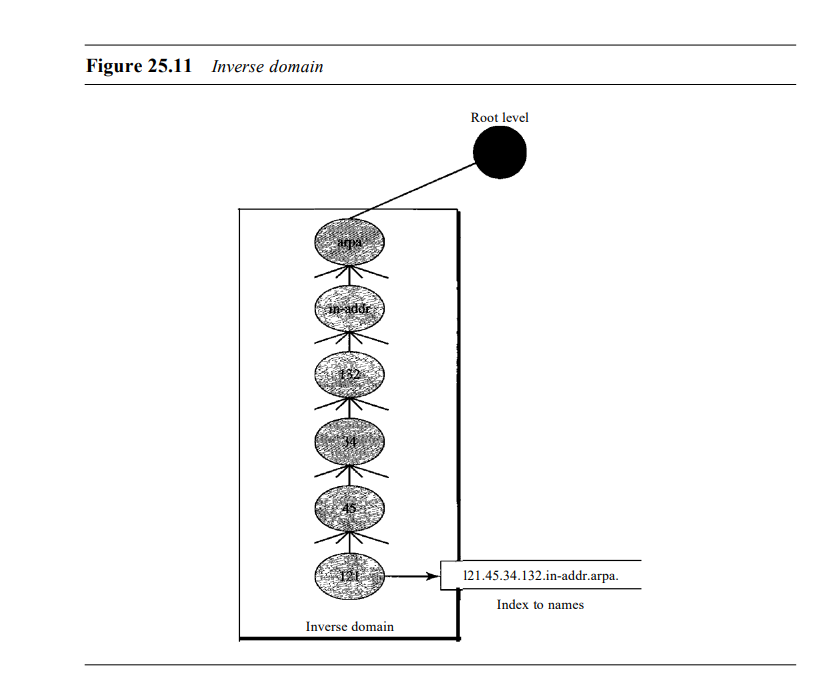 Figure 25.11 Inverse domain
Root level
arpa
in-addr
132
34
45
121
l21.45.34.132.in-addr.arpa.
Index to names
Inverse domain